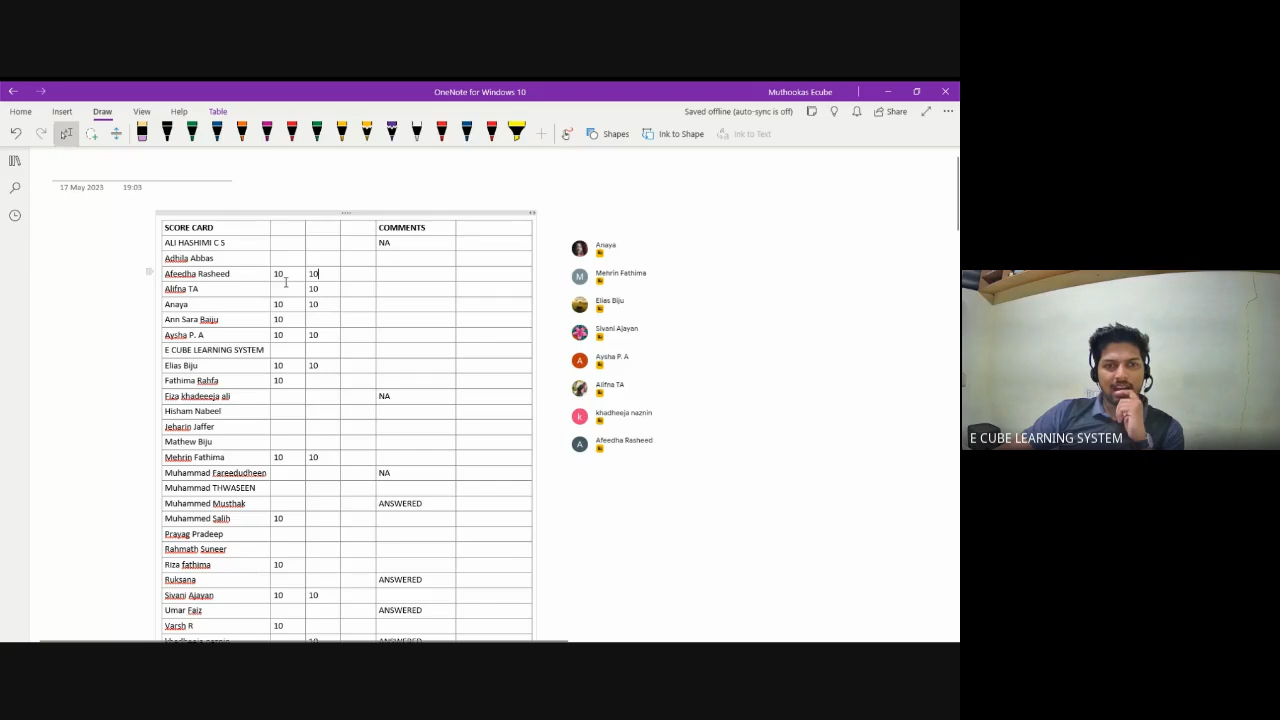 OneNote for Windows 10
Muthookas Ecube
Home Insert Draw View Help Table
Saved offline (auto-sync is off)
Share
Shapes
Ink to Shape
Ink to Text
17 May 2023 19:03
SCORE CARD COMMENTS
ALI HASHIMI C S NA
Adhila Abbas
Afeedha Rasheed 10 10
Alifna TA 10
Anaya 10 10
Ann Sara Baiju 10
Aysha P. A 10 10
E CUBE LEARNING SYSTEM
Elias Biju 10 10
Fathima Rahfa 10
Fiza khadeeeja ali NA
Hisham Nabeel
Jeharin Jaffer
Mathew Biju
Mehrin Fathima 10 10
Muhammad Fareedudheen NA
Muhammad THWASEEN
Muhammed Musthak ANSWERED
Muhammed Salih 10
Prayag Pradeep
Rahmath Suneer
Riza fathima 10
Ruksana ANSWERED
Sivani Ajayan 10 10
Umar Faiz ANSWERED
Varsh R 10
khadheeja naznin 10 ANSWERED
Anaya
M Mehrin Fathima
Elias Biju
Sivani Ajayan
A Aysha P. A
Alifna TA
k khadheeja naznin
A Afeedha Rasheed
E CUBE LEARNING SYSTEM